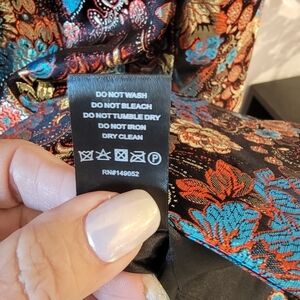 DO NOT WASH
DO NOT BLEACH
DO NOT TUMBLE DRY
DO NOT IRON
DRY CLEAN
P
RN#149052